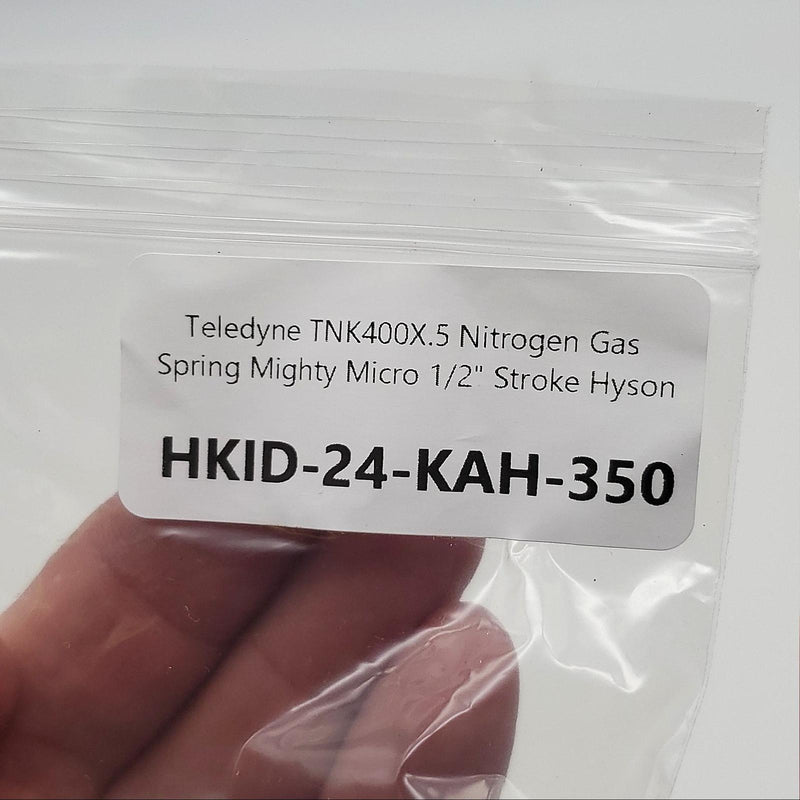 Teledyne TNK400X.5 Nitrogen Gas
Spring Mighty Micro 1/2" Stroke Hyson
HKID-24-KAH-350